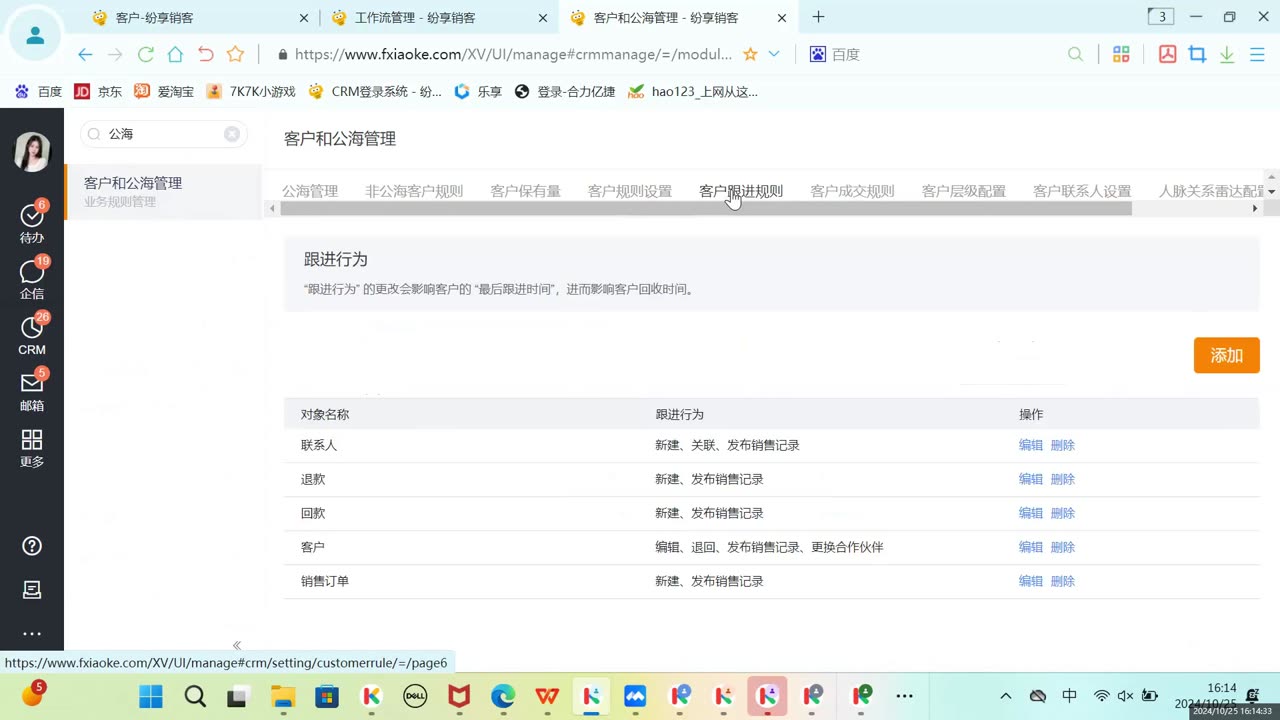 客户-纷享销客
工作流管理 - 纷享销客
客户和公海管理 - 纷享销客
3
https://www.fxiaoke.com/XV/UI/manage#crmmanage/=/modul...
百度
百度
京东
爱淘宝
7K7K小游戏
CRM登录系统 - 纷...
乐享
登录-合力亿捷
hao123_上网从这...
公海
客户和公海管理
业务规则管理
6
待办
19
企信
26
CRM
5
邮箱
更多
客户和公海管理
公海管理
非公海客户规则
客户保有量
客户规则设置
客户跟进规则
客户成交规则
客户层级配置
客户联系人设置
人脉关系雷达配置
跟进行为
“跟进行为” 的更改会影响客户的 “最后跟进时间”，进而影响客户回收时间。
添加
对象名称 跟进行为 操作
联系人 新建、关联、发布销售记录 编辑 删除
退款 新建、发布销售记录 编辑 删除
回款 新建、发布销售记录 编辑 删除
客户 编辑、退回、发布销售记录、更换合作伙伴 编辑 删除
销售订单 新建、发布销售记录 编辑 删除
https://www.fxiaoke.com/XV/UI/manage#crm/setting/customerrule/=/page6
5
DELL
中
16:14
2024/10/25
2024/10/25 16:14:33